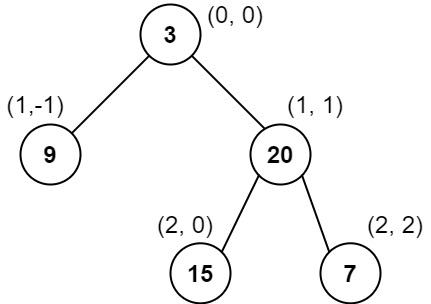 3 (0, 0)
(1,-1) (1, 1)
9 20
(2, 0) (2, 2)
15 7